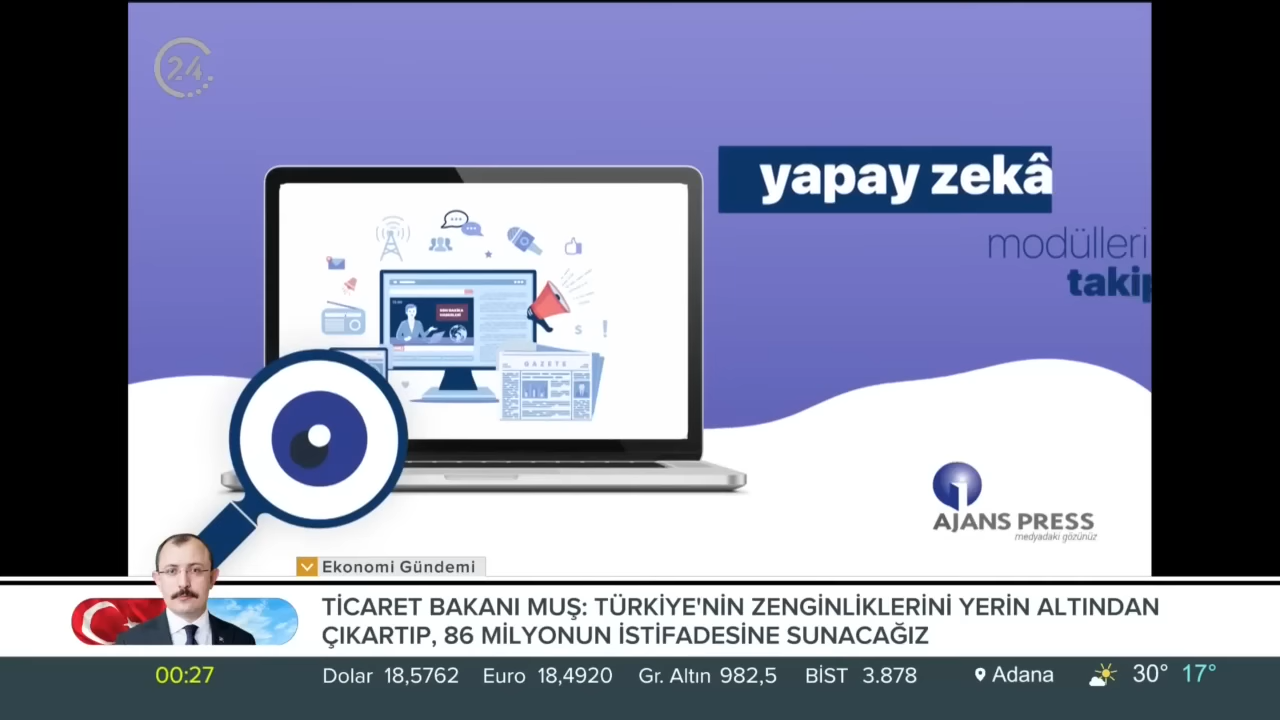 24
yapay zekâ
modülleri
takip
GAZETE
AJANS PRESS
medyadaki gözünüz
Ekonomi Gündemi
TİCARET BAKANI MUŞ: TÜRKİYE'NİN ZENGİNLİKLERİNİ YERİN ALTINDAN
ÇIKARTIP, 86 MİLYONUN İSTİFADESİNE SUNACAĞIZ
00:27 Dolar 18,5762 Euro 18,4920 Gr. Altın 982,5 BİST 3.878 Adana 30° 17°